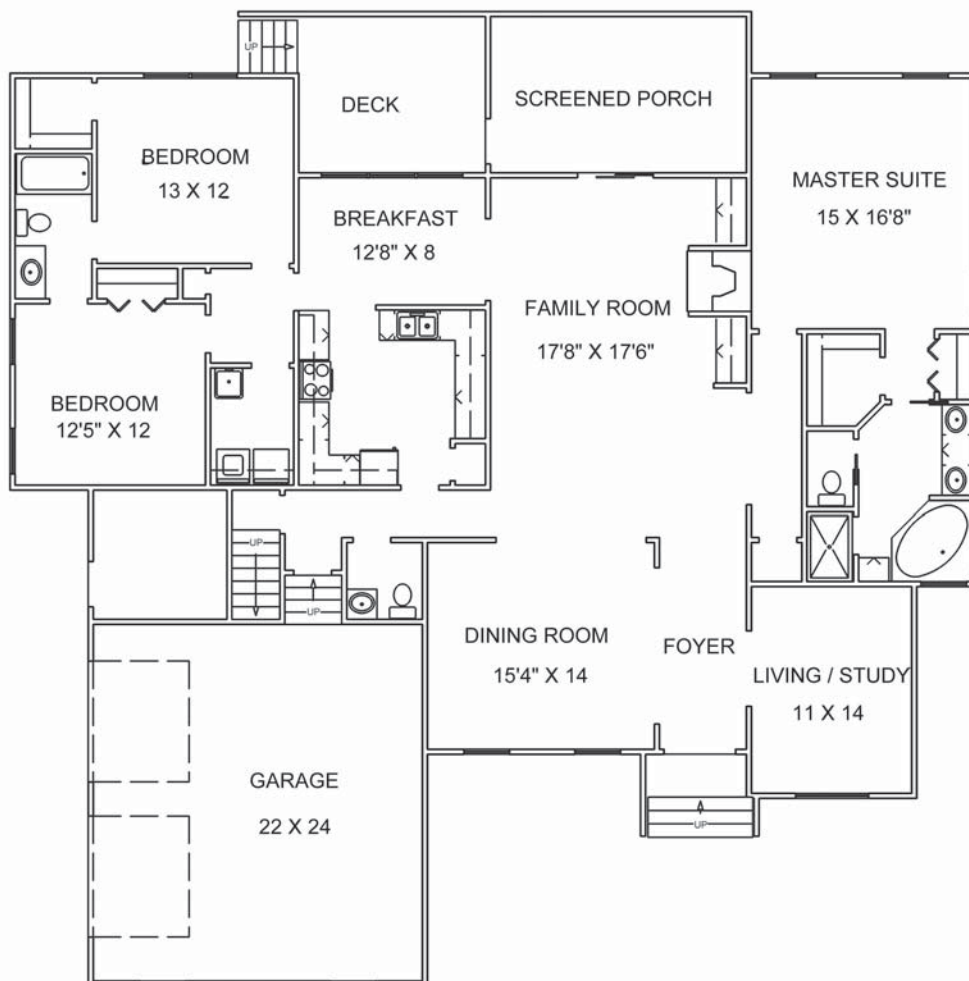 UP
DECK
SCREENED PORCH
BEDROOM
13 X 12
MASTER SUITE
15 X 16'8"
BREAKFAST
12'8" X 8
FAMILY ROOM
17'8" X 17'6"
BEDROOM
12'5" X 12
UP
UP
DINING ROOM
15'4" X 14
FOYER
LIVING / STUDY
11 X 14
GARAGE
22 X 24
UP